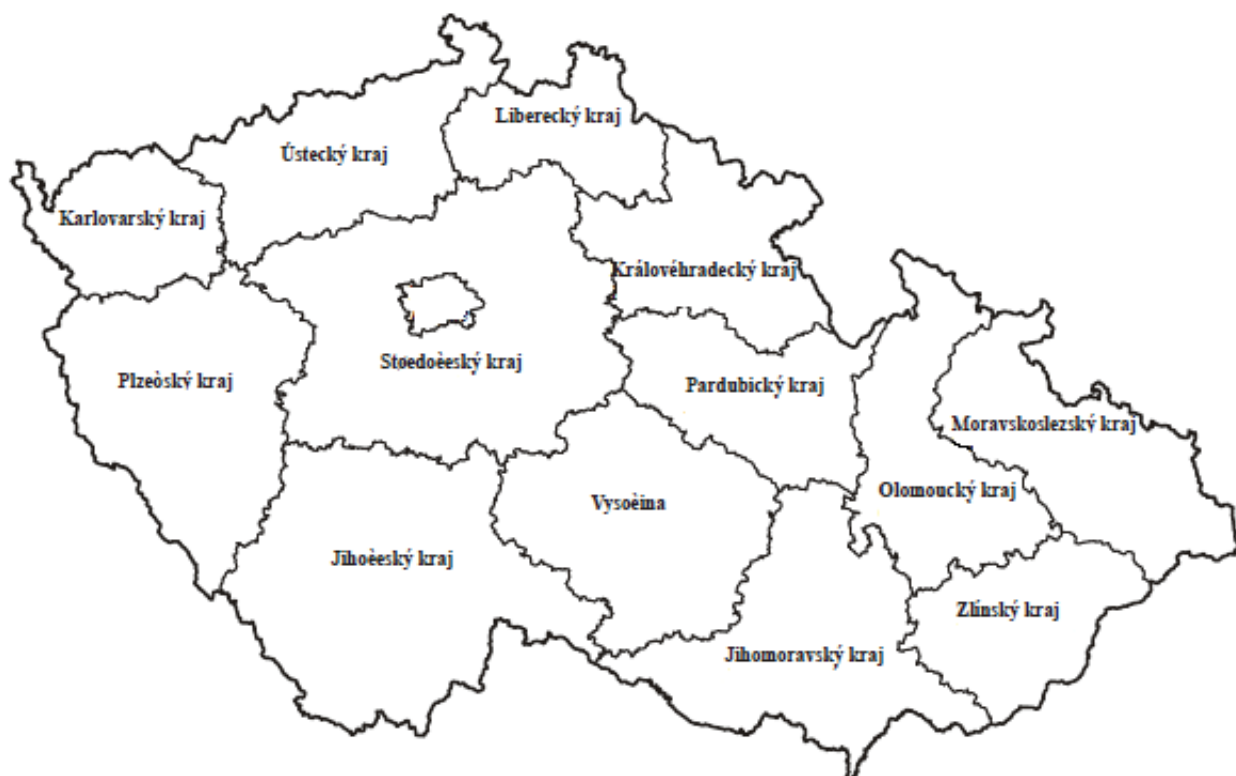 Liberecký kraj
Ústecký kraj
Karlovarský kraj
Královéhradecký kraj
Støedoèeský kraj
Plzeòský kraj
Pardubický kraj
Moravskoslezský kraj
Olomoucký kraj
Vysoèina
Jihoèeský kraj
Zlínský kraj
Jihomoravský kraj